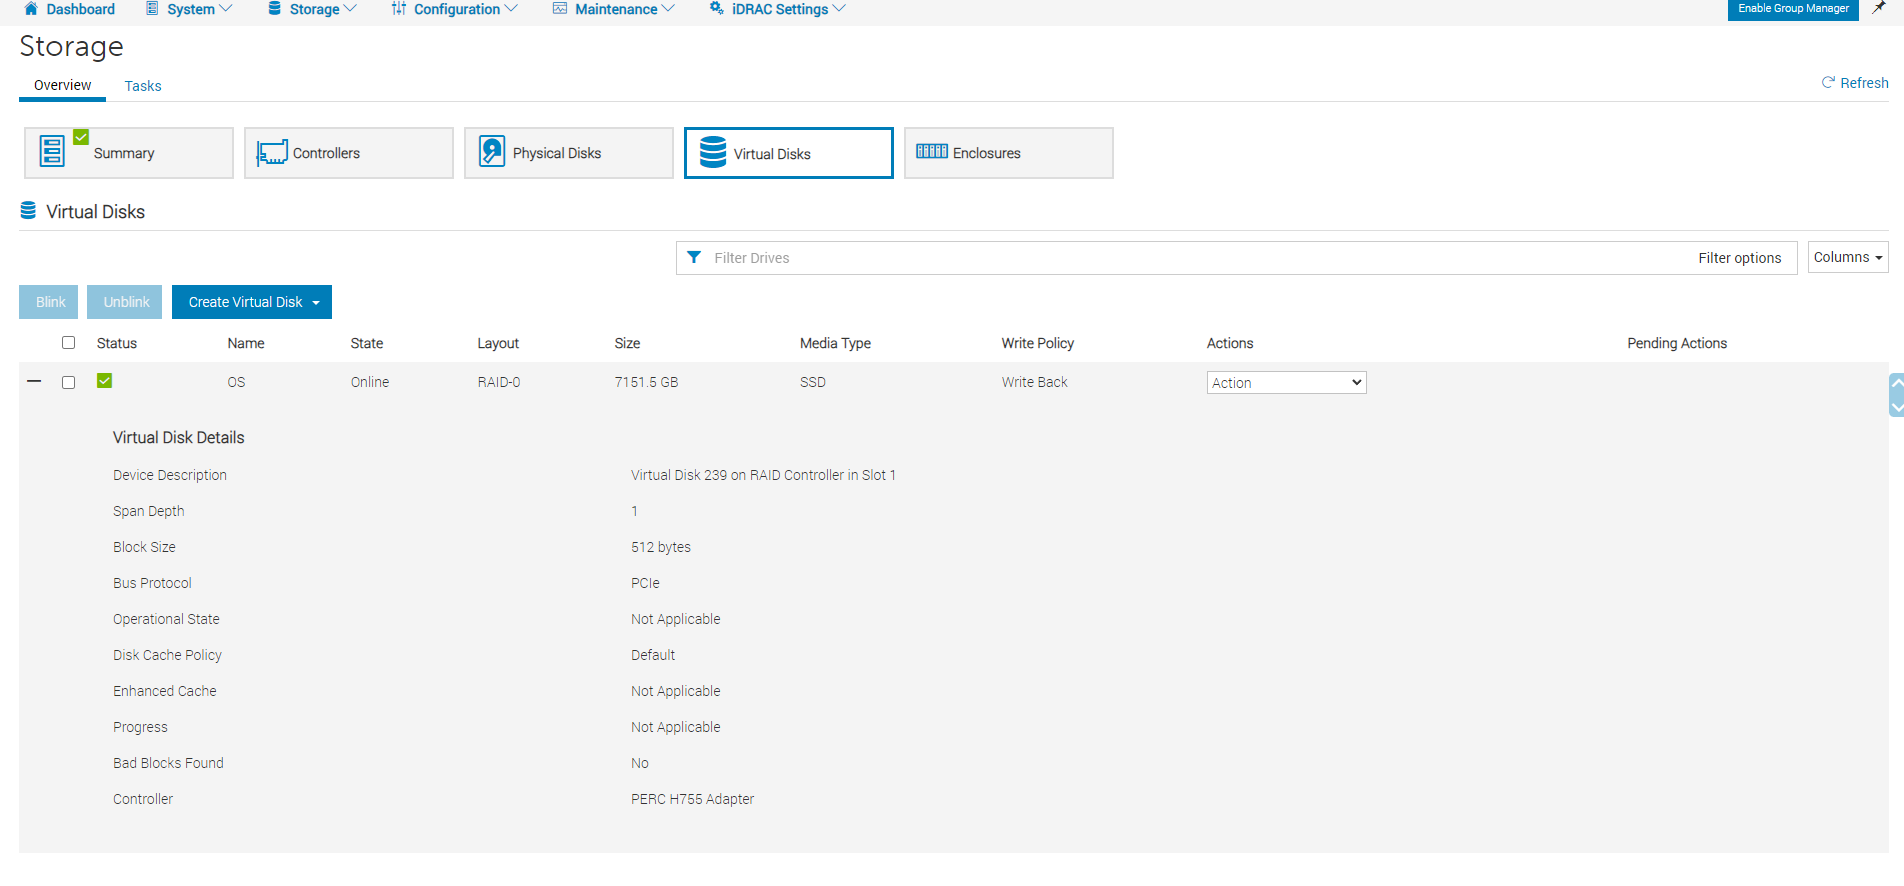 Dashboard System Storage Configuration Maintenance iDRAC Settings Enable Group Manager
Storage
Overview Tasks Refresh
Summary Controllers Physical Disks Virtual Disks Enclosures
Virtual Disks
Filter Drives Filter options Columns
Blink Unblink Create Virtual Disk
Status Name State Layout Size Media Type Write Policy Actions Pending Actions
OS Online RAID-0 7151.5 GB SSD Write Back Action
Virtual Disk Details
Device Description Virtual Disk 239 on RAID Controller in Slot 1
Span Depth 1
Block Size 512 bytes
Bus Protocol PCIe
Operational State Not Applicable
Disk Cache Policy Default
Enhanced Cache Not Applicable
Progress Not Applicable
Bad Blocks Found No
Controller PERC H755 Adapter